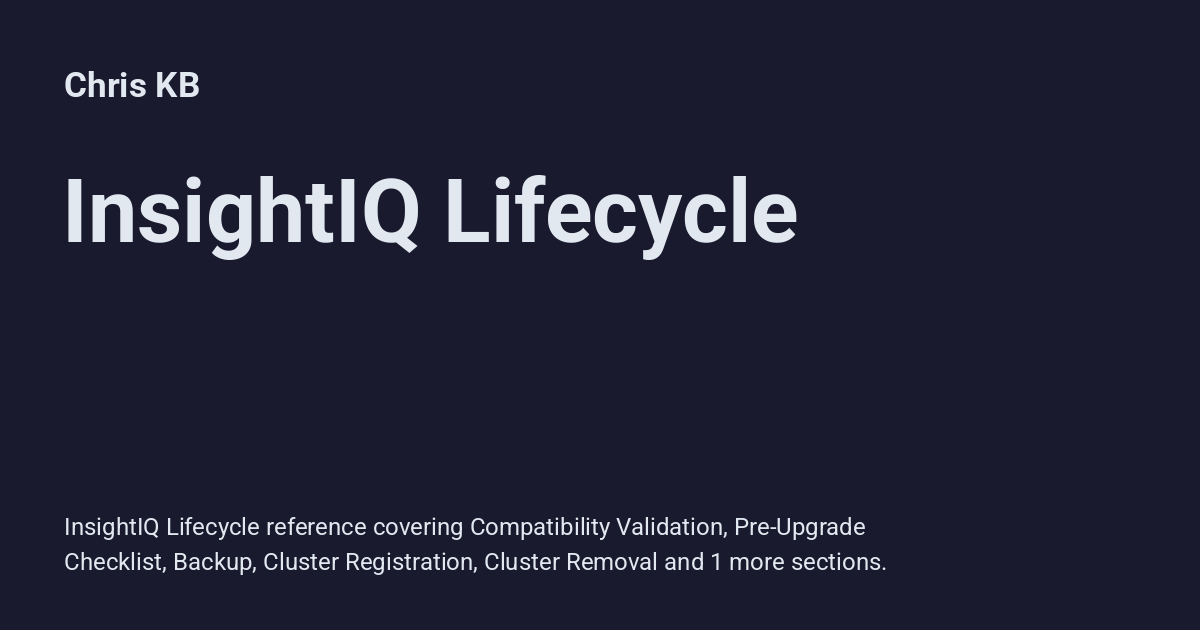 Chris KB
InsightIQ Lifecycle
InsightIQ Lifecycle reference covering Compatibility Validation, Pre-Upgrade
Checklist, Backup, Cluster Registration, Cluster Removal and 1 more sections.